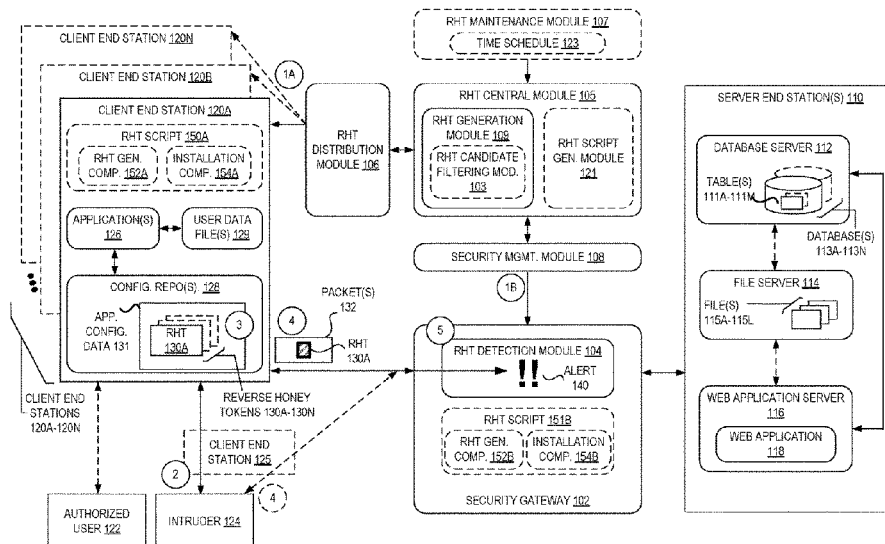 CLIENT END STATION 120N
CLIENT END STATION 120B
1A
CLIENT END STATION 120A
RHT SCRIPT 150A
RHT GEN.
COMP. 152A
INSTALLATION
COMP. 154A
APPLICATION(S)
126
USER DATA
FILE(S) 129
CONFIG. REPO(S) 128
APP.
CONFIG.
DATA 131
RHT
130A
3
CLIENT END
STATIONS
120A-120N
REVERSE HONEY
TOKENS 130A-130N
CLIENT END
STATION 125
2
4
AUTHORIZED
USER 122
INTRUDER 124
4
PACKET(S)
132
RHT
130A
RHT
DISTRIBUTION
MODULE 106
RHT MAINTENANCE MODULE 107
TIME SCHEDULE 123
RHT CENTRAL MODULE 105
RHT GENERATION
MODULE 109
RHT CANDIDATE
FILTERING MOD.
103
RHT SCRIPT
GEN. MODULE
121
SECURITY MGMT. MODULE 108
1B
5
RHT DETECTION MODULE 104
!!
ALERT
140
RHT SCRIPT 151B
RHT GEN.
COMP. 152B
INSTALLATION
COMP. 154B
SECURITY GATEWAY 102
SERVER END STATION(S) 110
DATABASE SERVER 112
TABLE(S)
111A-111M
DATABASE(S)
113A-113N
FILE SERVER 114
FILE(S)
115A-115L
WEB APPLICATION SERVER
116
WEB APPLICATION
118